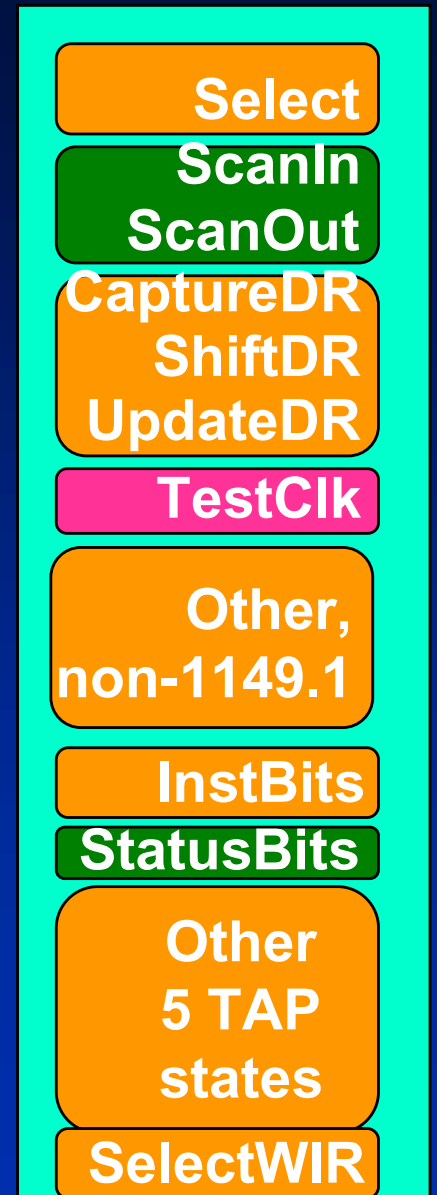 Select
ScanIn
ScanOut
CaptureDR
ShiftDR
UpdateDR
TestClk
Other,
non-1149.1
InstBits
StatusBits
Other
5 TAP
states
SelectWIR